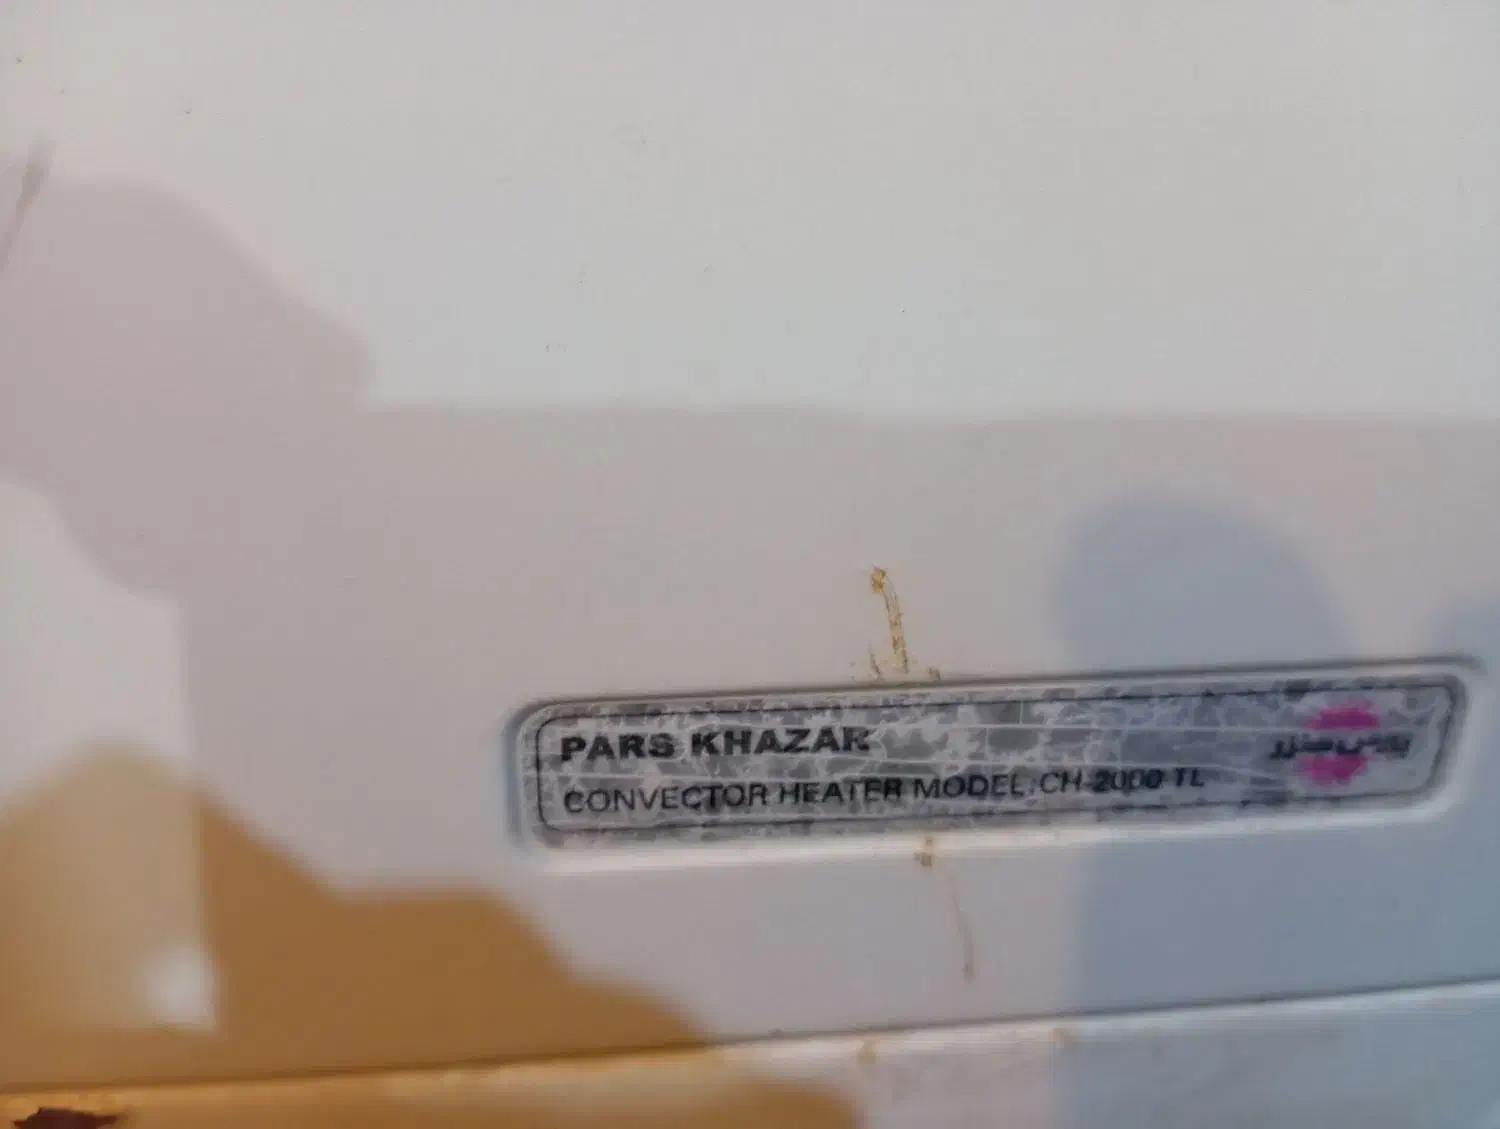 PARS KHAZAR
CONVECTOR HEATER MODEL:CH-2000 TL
پارس خزر